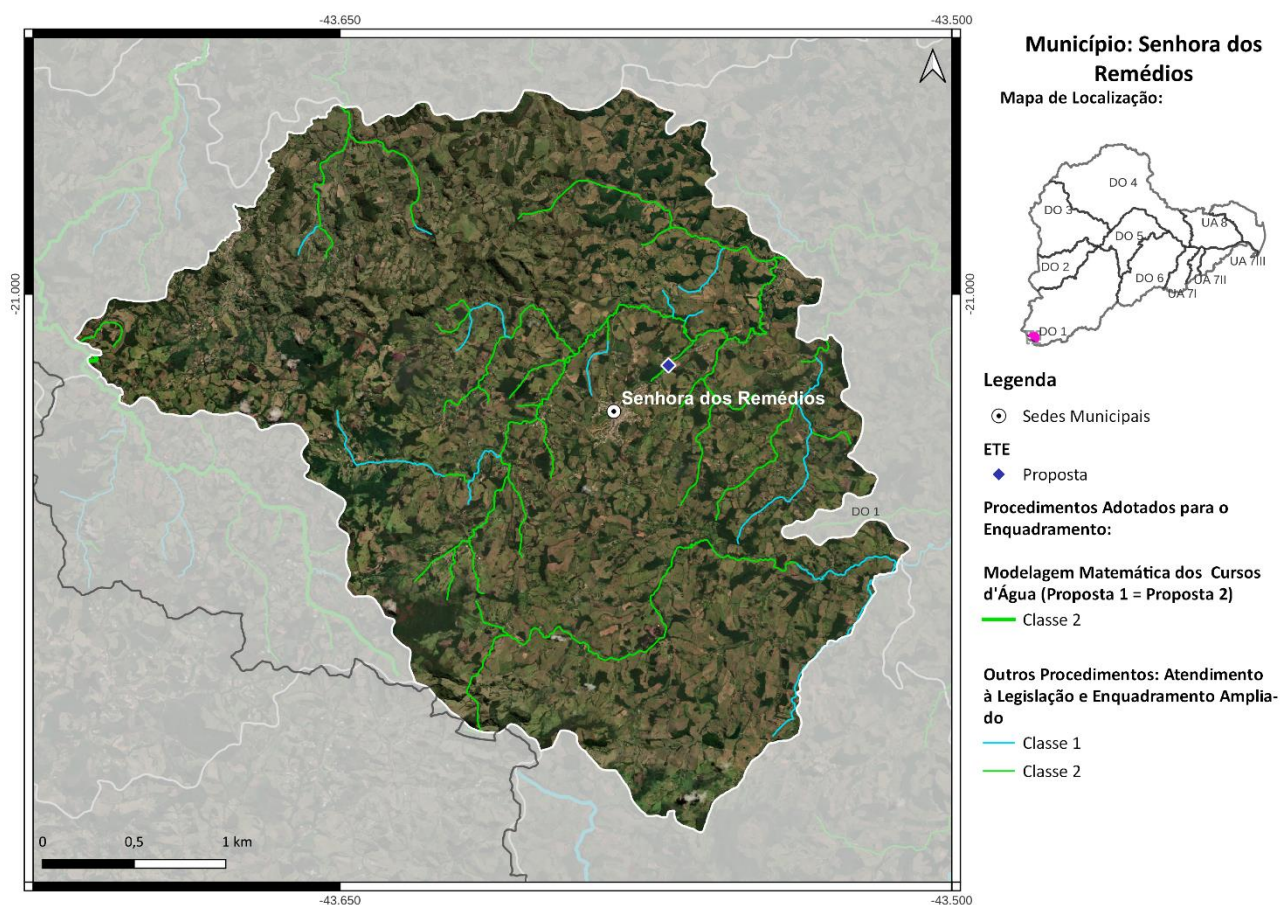 -43.650
-43.500
-21.000
-21.000
Senhora dos Remédios
DO 1
0
0,5
1 km
-43.650
-43.500
Município: Senhora dos
Remédios
Mapa de Localização:
DO 4
DO 3
UA 8
DO 5
UA 7III
DO 2
DO 6
UA 7II
UA 7I
DO 1
Legenda
Sedes Municipais
ETE
Proposta
Procedimentos Adotados para o
Enquadramento:
Modelagem Matemática dos Cursos
d'Água (Proposta 1 = Proposta 2)
Classe 2
Outros Procedimentos: Atendimento
à Legislação e Enquadramento Amplia-
do
Classe 1
Classe 2